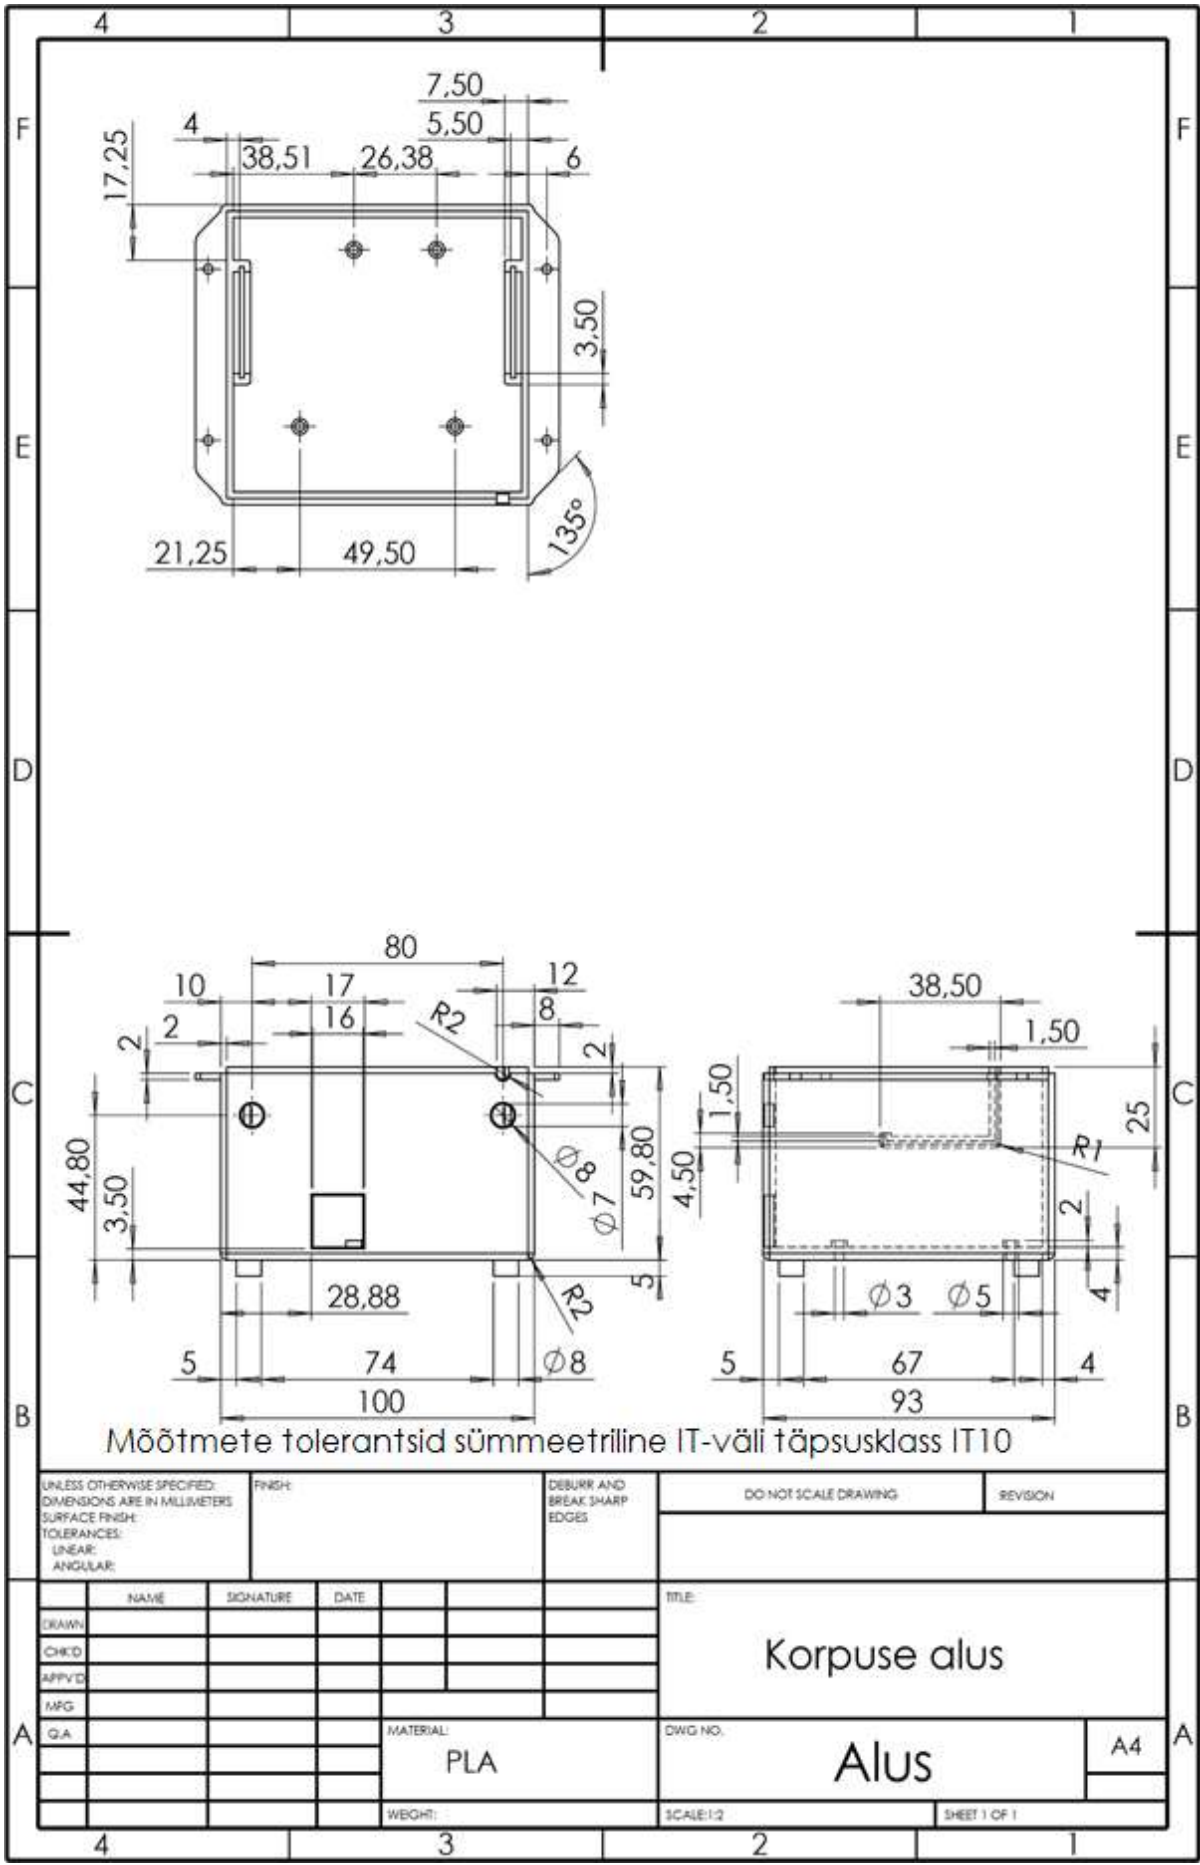 4 3 2 1
F F
7,50
4 5,50
17,25 38,51 26,38 6
3,50
E E
135°
21,25 49,50
D D
80
10 17 12 38,50
2 2 16 R2 8 2 1,50
C C
1,50 25
44,80 3,50 Ø8 Ø7 59,80 4,50 R1 2
28,88 R2 5 Ø3 Ø5 4
5 74 Ø8 5 67 4
100 93
B B
Mõõtmete tolerantsid sümmeetriline IT-väli täpsusklass IT10
UNLESS OTHERWISE SPECIFIED:
DIMENSIONS ARE IN MILLIMETERS
SURFACE FINISH:
TOLERANCES:
LINEAR:
ANGULAR:
FINISH:
DEBURR AND
BREAK SHARP
EDGES
DO NOT SCALE DRAWING
REVISION
NAME SIGNATURE DATE
DRAWN
CHK'D
APPV'D
MFG
Q.A
TITLE:
Korpuse alus
A A
MATERIAL:
PLA
DWG NO.
Alus
A4
WEIGHT:
SCALE:1:2
SHEET 1 OF 1
4 3 2 1